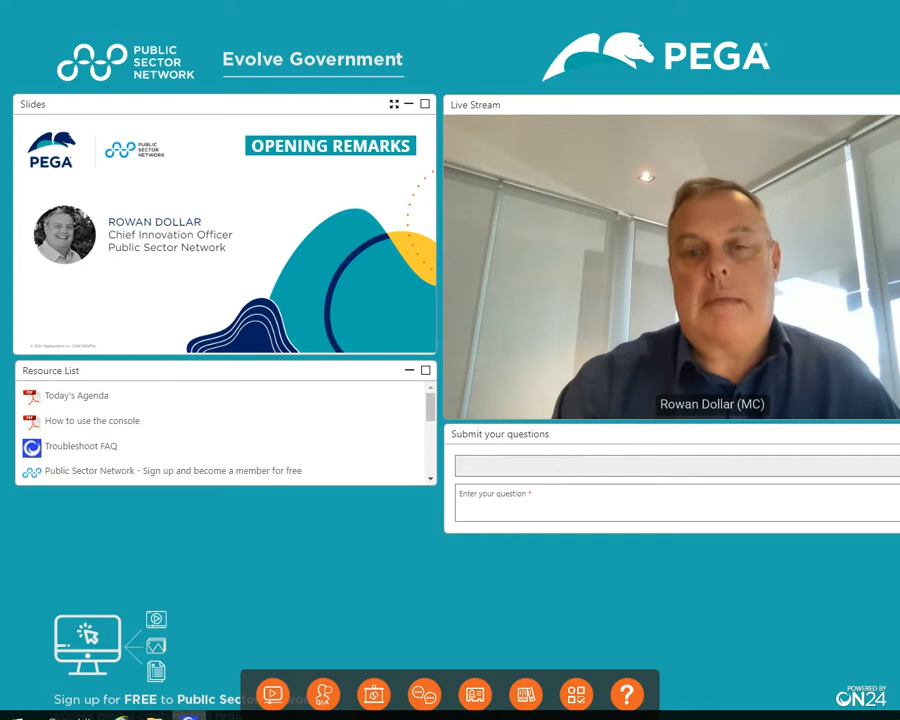 PUBLIC
SECTOR
NETWORK
Evolve Government
PEGA
Slides
PEGA
PUBLIC
SECTOR
NETWORK
OPENING REMARKS
ROWAN DOLLAR
Chief Innovation Officer
Public Sector Network
Live Stream
Rowan Dollar (MC)
Resource List
Today's Agenda
How to use the console
Troubleshoot FAQ
Public Sector Network - Sign up and become a member for free
Submit your questions
Enter your question *
Sign up for FREE to Public Sec
Q&A
?
POWERED BY
ON24